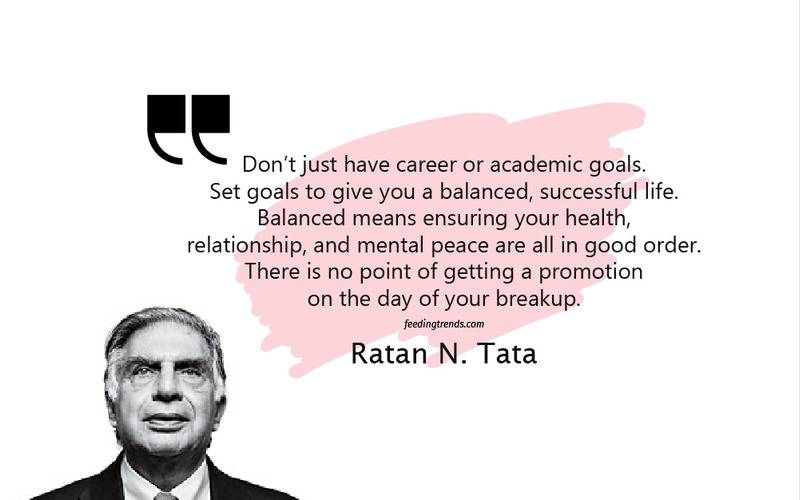 Don’t just have career or academic goals.
Set goals to give you a balanced, successful life.
Balanced means ensuring your health,
relationship, and mental peace are all in good order.
There is no point of getting a promotion
on the day of your breakup.
feedingtrends.com
Ratan N. Tata